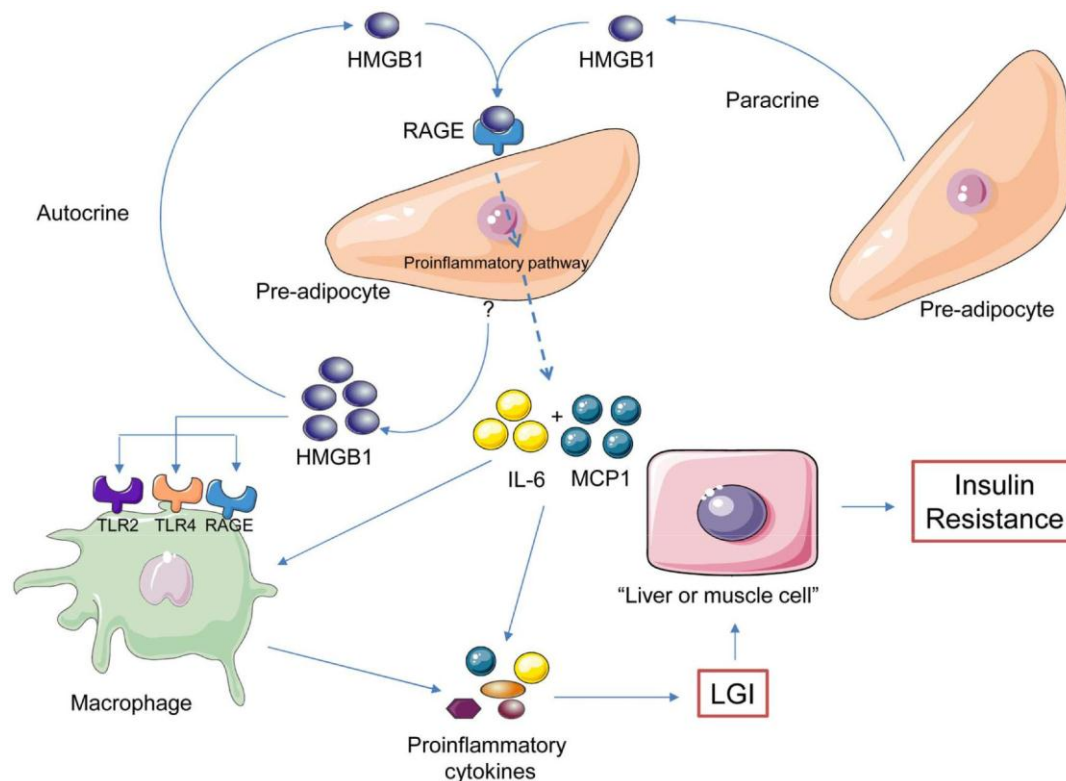 HMGB1
HMGB1
RAGE
Paracrine
Autocrine
Proinflammatory pathway
Pre-adipocyte
?
Pre-adipocyte
HMGB1
+
IL-6
MCP1
Insulin
Resistance
TLR2
TLR4
RAGE
“Liver or muscle cell”
Macrophage
LGI
Proinflammatory
cytokines